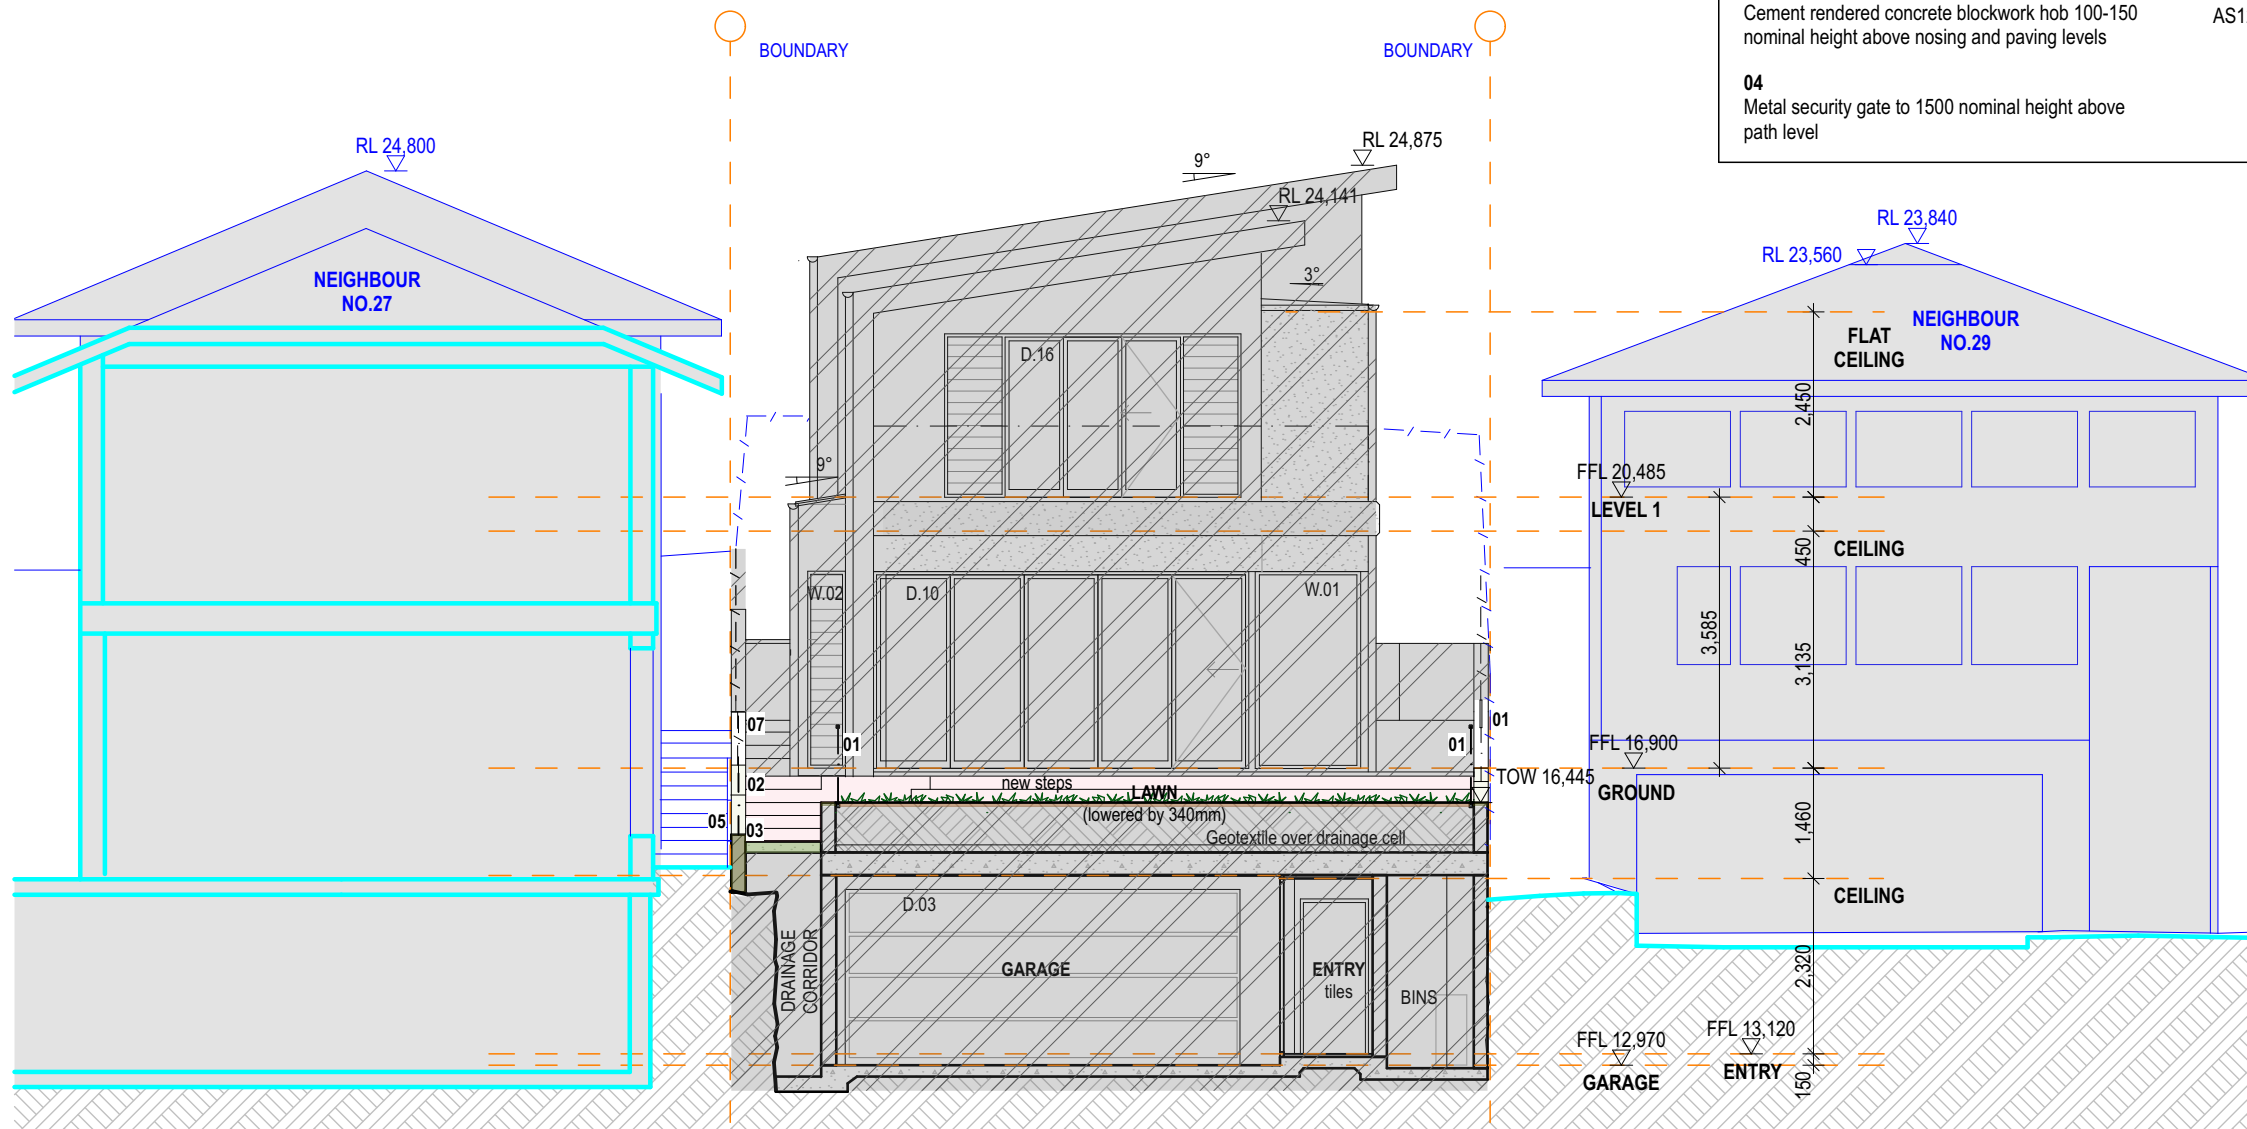 Cement rendered concrete blockwork hob 100-150
nominal height above nosing and paving levels
04
Metal security gate to 1500 nominal height above
path level
BOUNDARY
BOUNDARY
RL 24,800
RL 24,875
9°
RL 24,141
RL 23,840
RL 23,560
NEIGHBOUR
NO.27
3°
NEIGHBOUR
NO.29
FLAT
CEILING
D.16
2,450
9°
FFL 20,485
LEVEL 1
450
CEILING
W.02
D.10
W.01
3,585
3,135
07
01
01
01
FFL 16,900
GROUND
02
new steps
LAWN
(lowered by 340mm)
TOW 16,445
05
03
Geotextile over drainage cell
1,460
CEILING
D.03
DRAINAGE
CORRIDOR
GARAGE
ENTRY
tiles
BINS
2,320
FFL 12,970
GARAGE
FFL 13,120
ENTRY
150